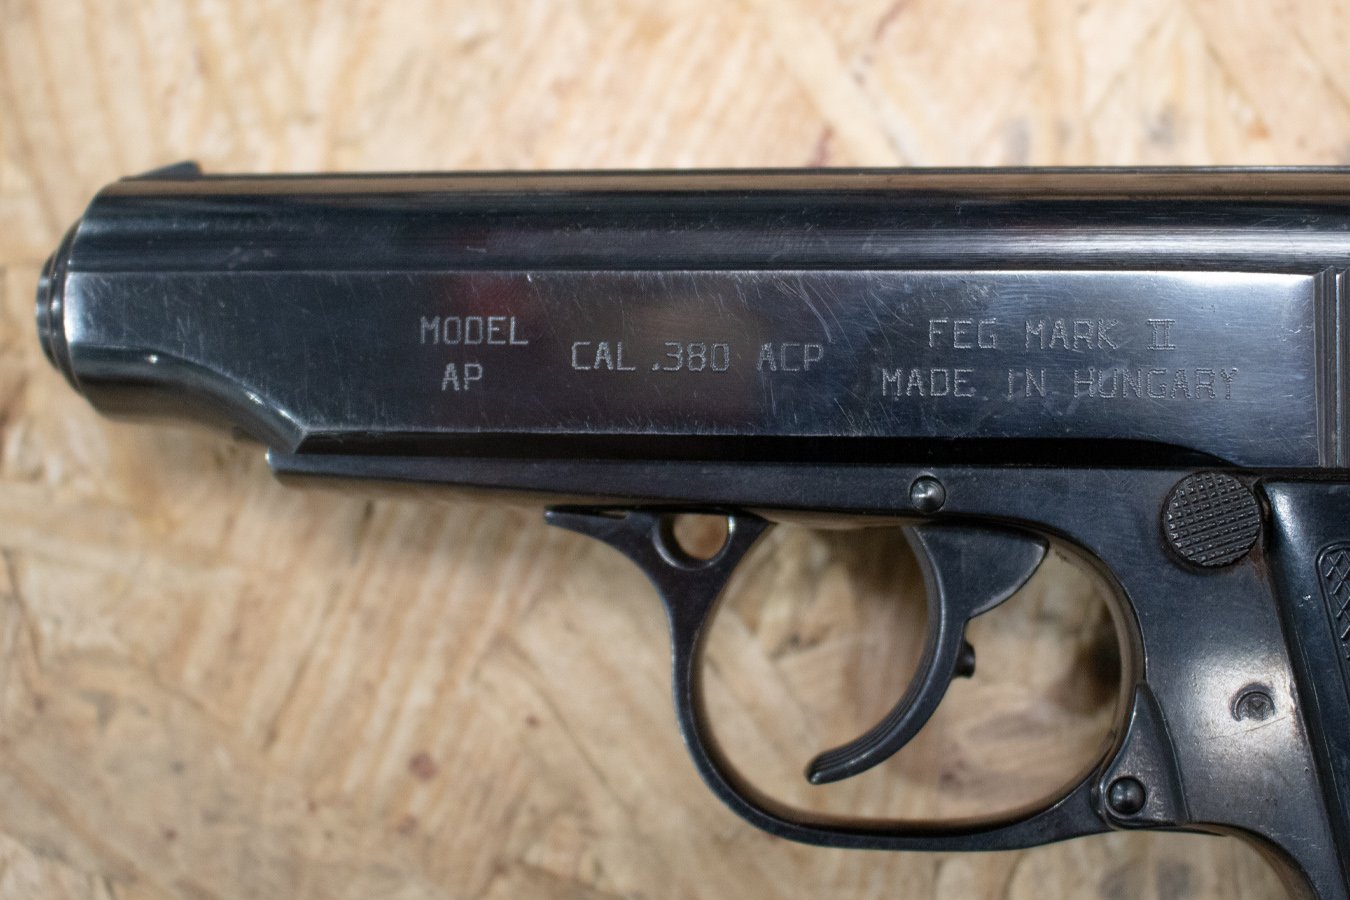 MODEL
AP
CAL .380 ACP
FEG MARK II
MADE IN HUNGARY